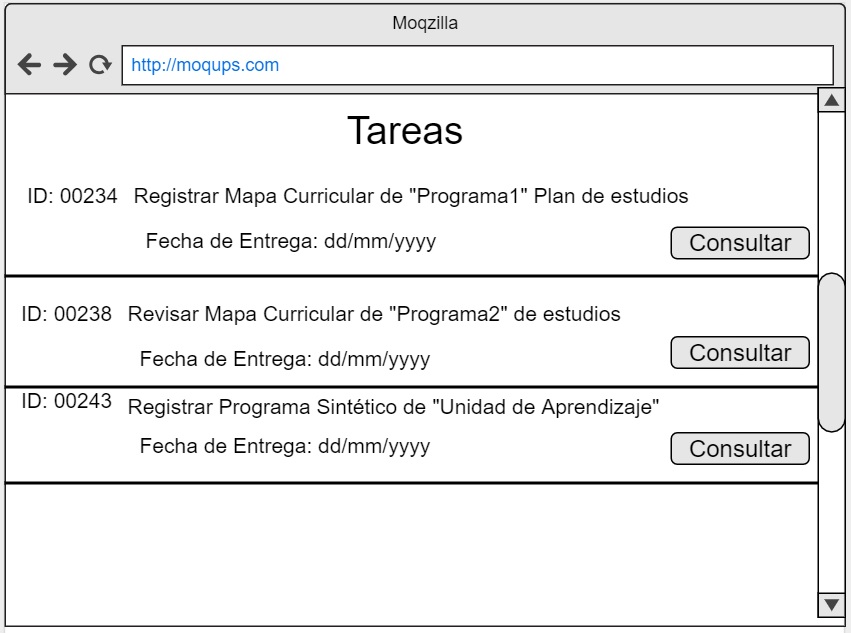 Moqzilla
http://moqups.com
Tareas
ID: 00234 Registrar Mapa Curricular de "Programa1" Plan de estudios
Fecha de Entrega: dd/mm/yyyy
Consultar
ID: 00238 Revisar Mapa Curricular de "Programa2" de estudios
Fecha de Entrega: dd/mm/yyyy
Consultar
ID: 00243 Registrar Programa Sintético de "Unidad de Aprendizaje"
Fecha de Entrega: dd/mm/yyyy
Consultar